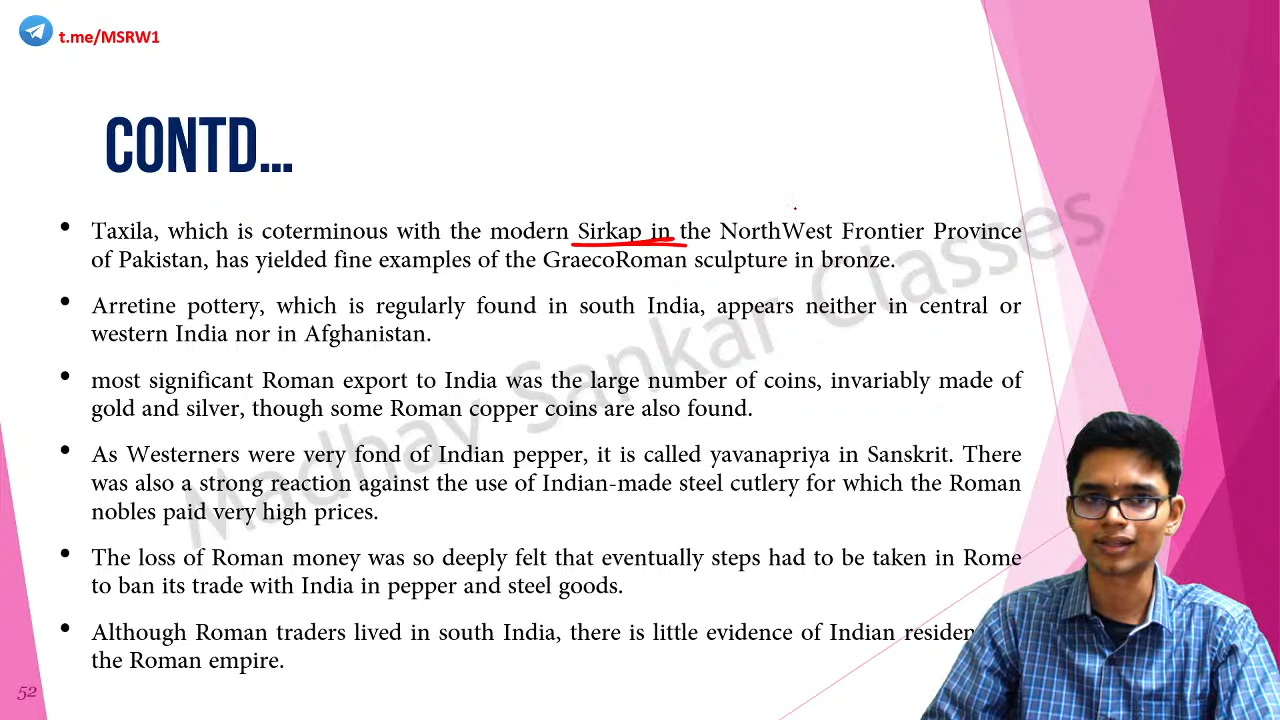 t.me/MSRW1
CONTD...
• Taxila, which is coterminous with the modern Sirkap in the NorthWest Frontier Province
of Pakistan, has yielded fine examples of the GraecoRoman sculpture in bronze.
• Arretine pottery, which is regularly found in south India, appears neither in central or
western India nor in Afghanistan.
• most significant Roman export to India was the large number of coins, invariably made of
gold and silver, though some Roman copper coins are also found.
• As Westerners were very fond of Indian pepper, it is called yavanapriya in Sanskrit. There
was also a strong reaction against the use of Indian-made steel cutlery for which the Roman
nobles paid very high prices.
• The loss of Roman money was so deeply felt that eventually steps had to be taken in Rome
to ban its trade with India in pepper and steel goods.
• Although Roman traders lived in south India, there is little evidence of Indian
the Roman empire.
Madhav Sankar Classes
52